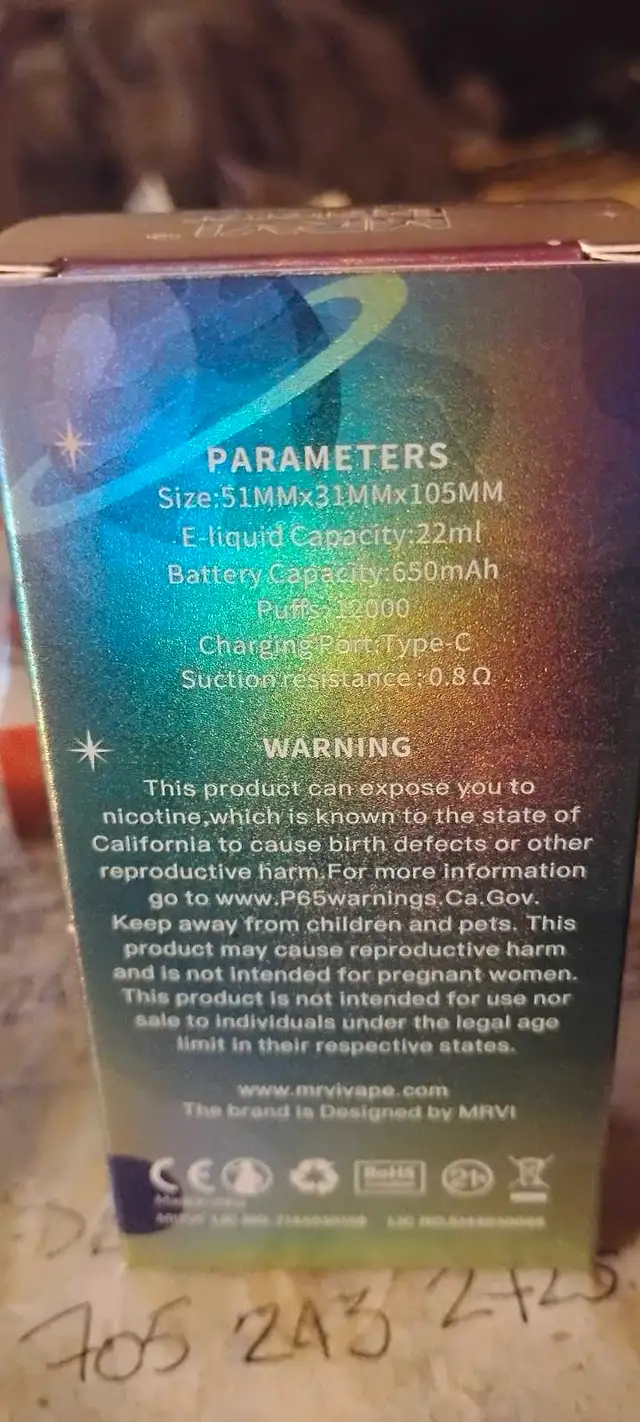 PARAMETERS
Size:51MMx31MMx105MM
E-liquid Capacity:22ml
Battery Capacity:650mAh
Puffs:12000
Charging Port:Type-C
Suction resistance:0.8Ω
WARNING
This product can expose you to
nicotine,which is known to the state of
California to cause birth defects or other
reproductive harm.For more information
go to www.P65warnings.Ca.Gov.
Keep away from children and pets. This
product may cause reproductive harm
and is not intended for pregnant women.
This product is not intended for use nor
sale to individuals under the legal age
limit in their respective states.
www.mrvivape.com
The brand is Designed by MRVI
CE
RoHS
21+
705 243 2725